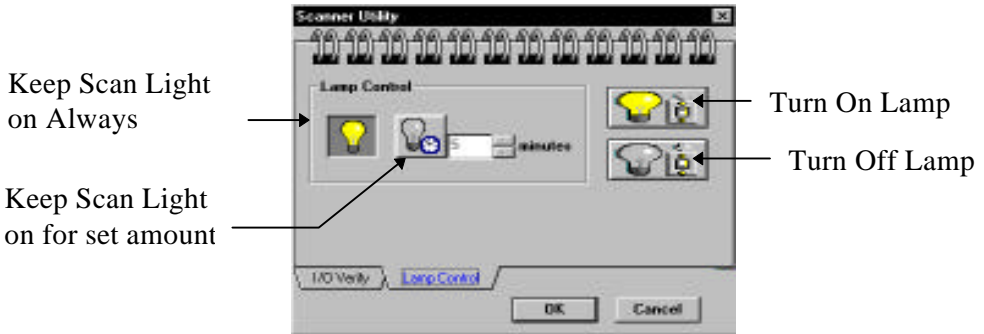 Scanner Utility
Keep Scan Light
on Always
Lamp Control
5 minutes
Turn On Lamp
Turn Off Lamp
Keep Scan Light
on for set amount
I/O Verify Lamp Control
OK Cancel